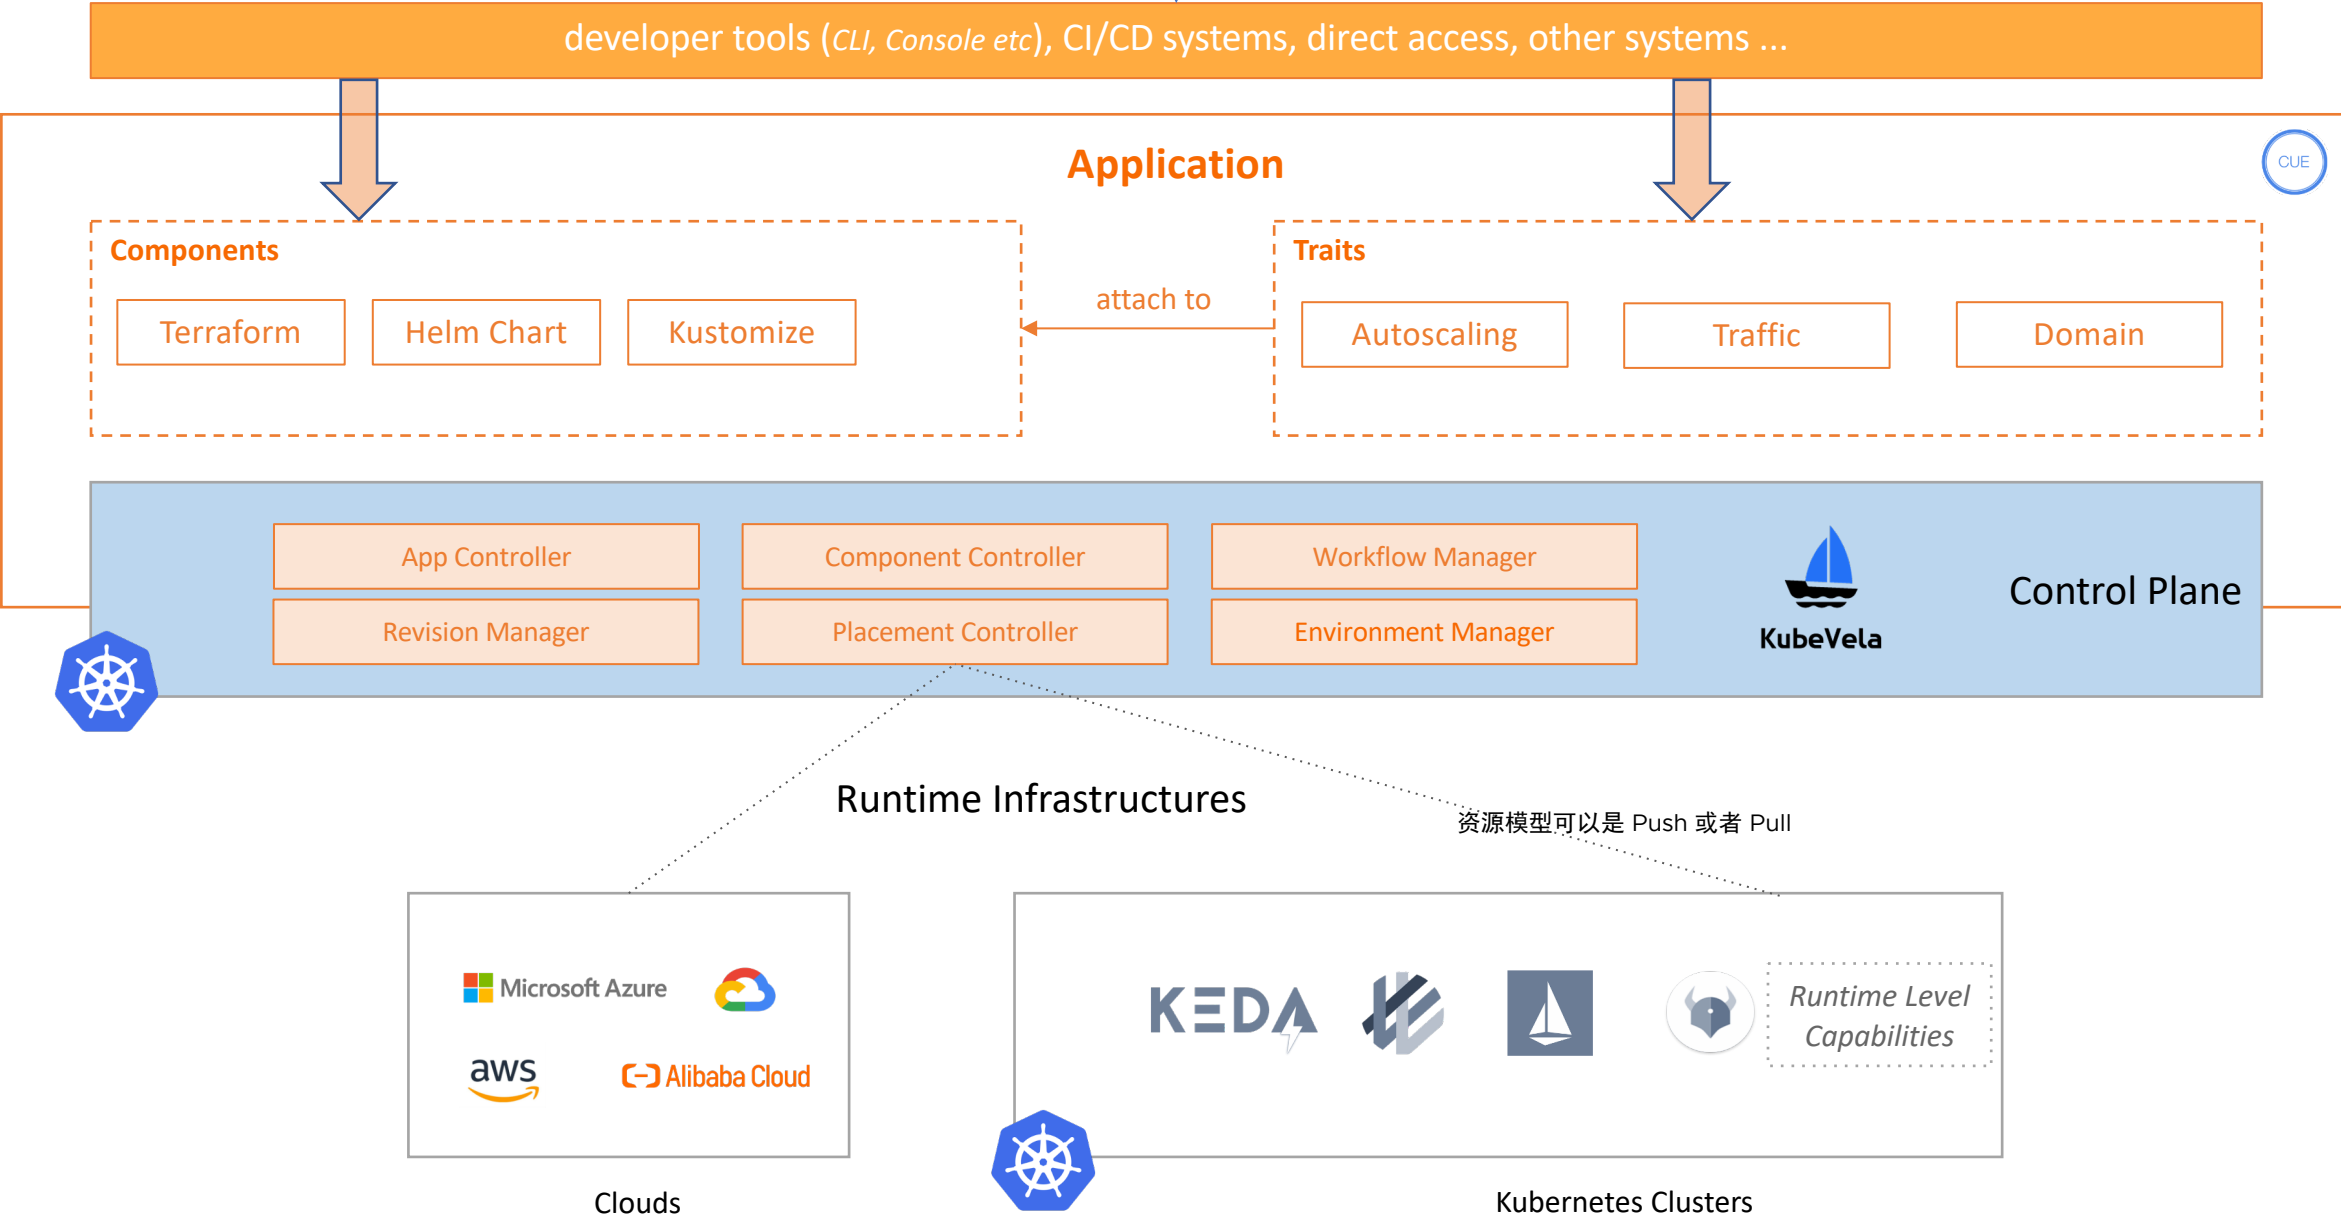 developer tools (CLI, Console etc), CI/CD systems, direct access, other systems ...
Application
CUE
Components
Terraform
Helm Chart
Kustomize
attach to
Traits
Autoscaling
Traffic
Domain
App Controller
Component Controller
Workflow Manager
Revision Manager
Placement Controller
Environment Manager
KubeVela
Control Plane
Runtime Infrastructures
资源模型可以是 Push 或者 Pull
Microsoft Azure
aws
Alibaba Cloud
KEDA
Runtime Level
Capabilities
Clouds
Kubernetes Clusters